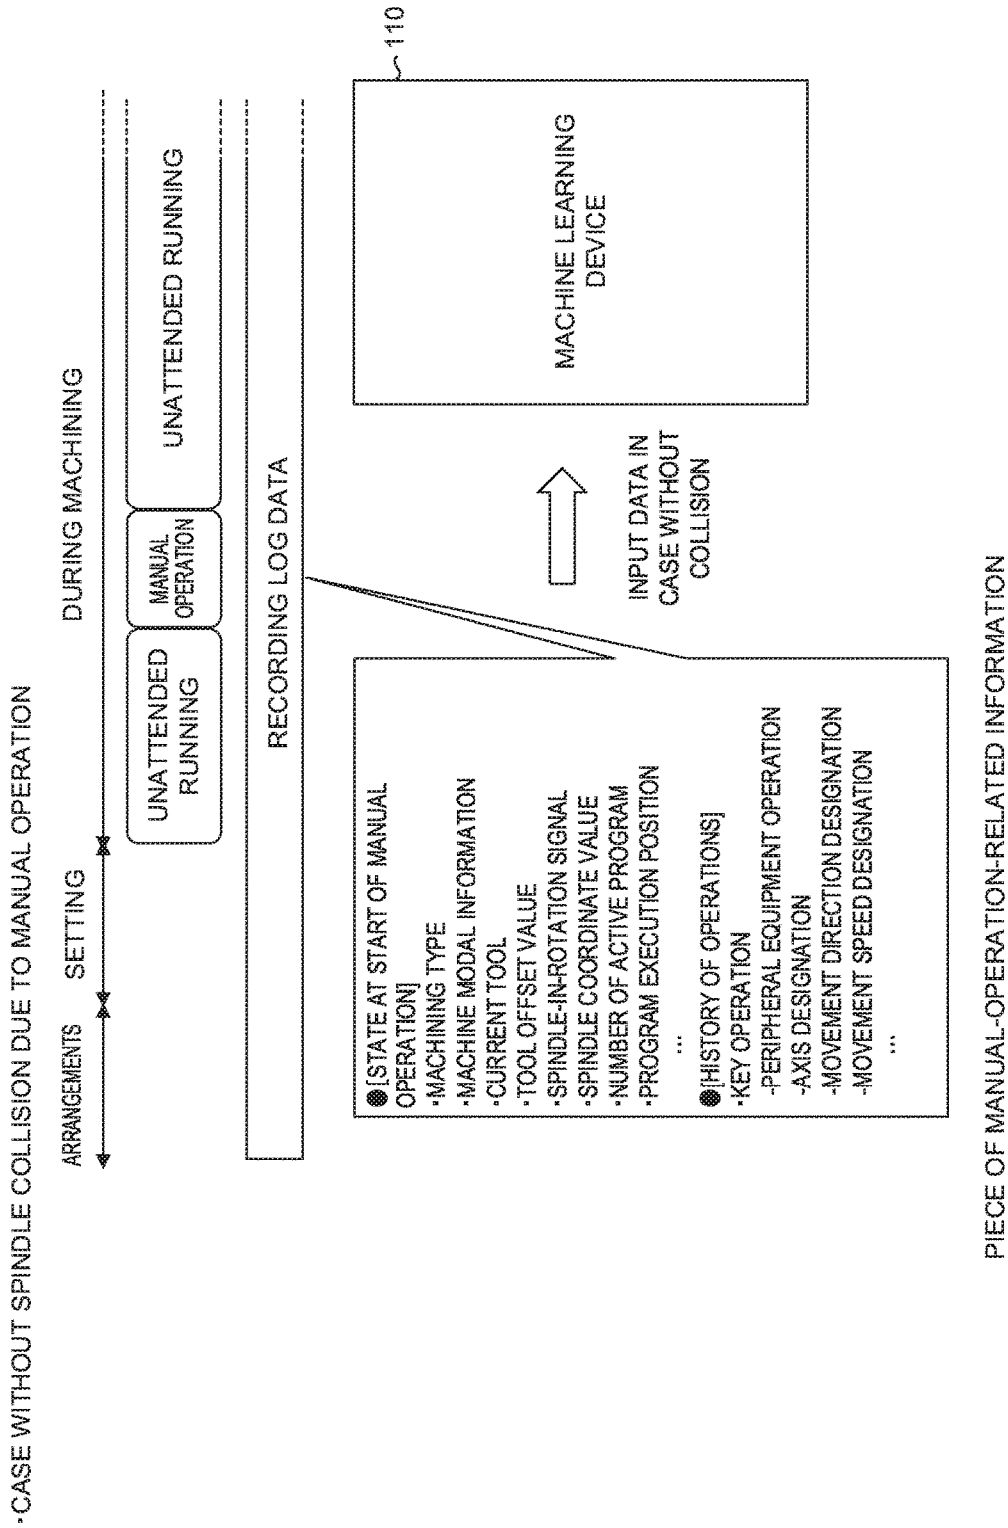 ·CASE WITHOUT SPINDLE COLLISION DUE TO MANUAL OPERATION
ARRANGEMENTS
SETTING
DURING MACHINING
UNATTENDED
RUNNING
MANUAL
OPERATION
UNATTENDED RUNNING
RECORDING LOG DATA
●[STATE AT START OF MANUAL
OPERATION]
·MACHINING TYPE
·MACHINE MODAL INFORMATION
·CURRENT TOOL
·TOOL OFFSET VALUE
·SPINDLE-IN-ROTATION SIGNAL
·SPINDLE COORDINATE VALUE
·NUMBER OF ACTIVE PROGRAM
·PROGRAM EXECUTION POSITION
...
●[HISTORY OF OPERATIONS]
·KEY OPERATION
-PERIPHERAL EQUIPMENT OPERATION
-AXIS DESIGNATION
-MOVEMENT DIRECTION DESIGNATION
-MOVEMENT SPEED DESIGNATION
...
INPUT DATA IN
CASE WITHOUT
COLLISION
MACHINE LEARNING
DEVICE
110
PIECE OF MANUAL-OPERATION-RELATED INFORMATION